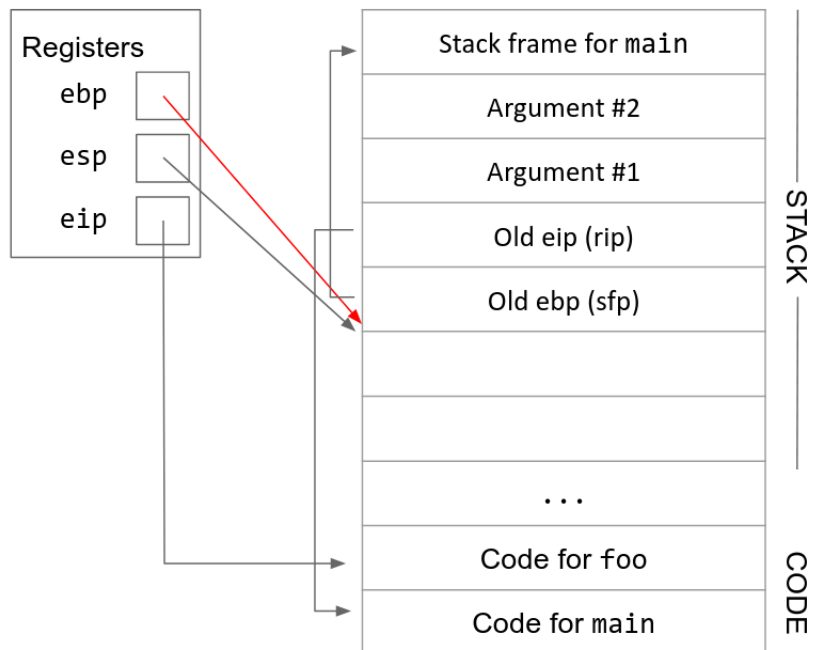 Registers
ebp
esp
eip
Stack frame for main
Argument #2
Argument #1
Old eip (rip)
Old ebp (sfp)
...
Code for foo
Code for main
STACK
CODE